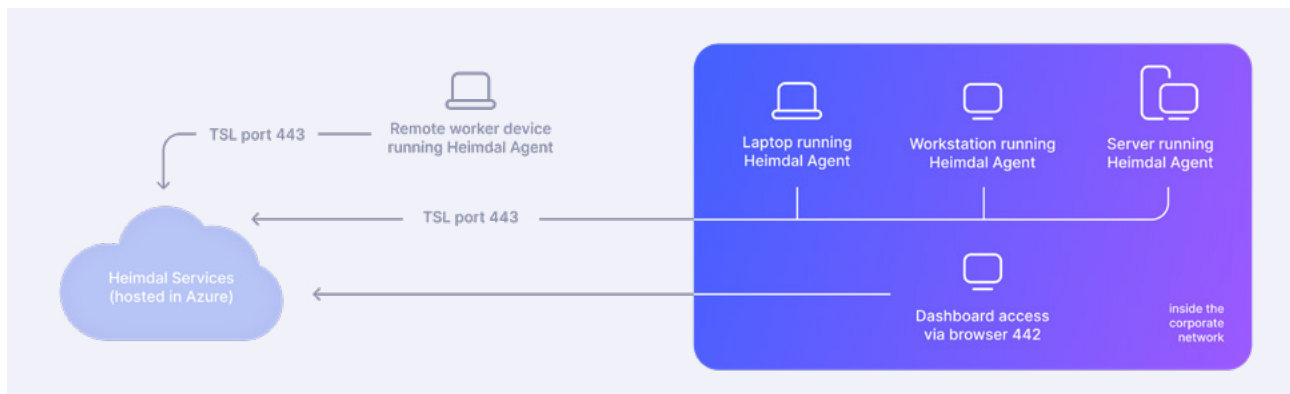 TSL port 443
Remote worker device
running Heimdal Agent
Laptop running
Heimdal Agent
Workstation running
Heimdal Agent
Server running
Heimdal Agent
TSL port 443
Heimdal Services
(hosted in Azure)
Dashboard access
via browser 442
inside the
corporate
network